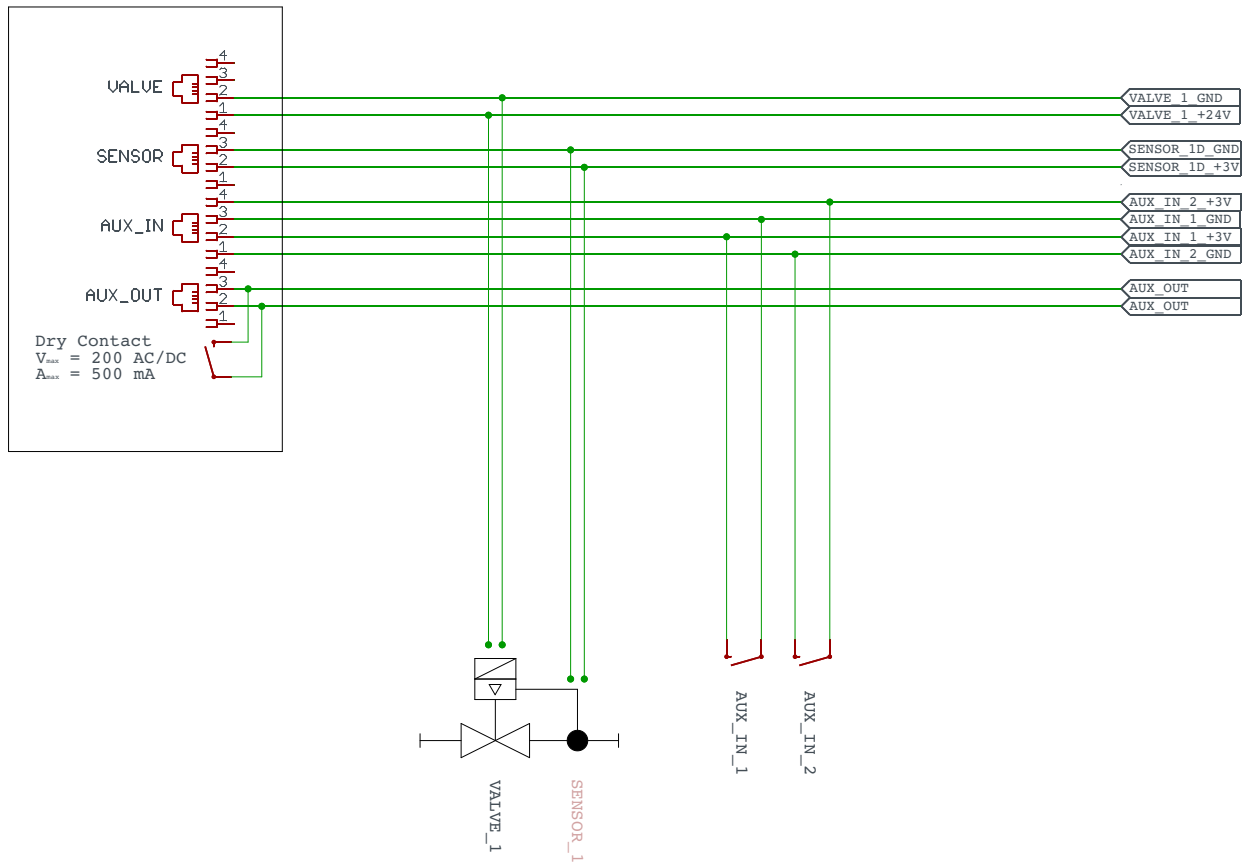 VALVE
4
3
2
1
VALVE_1_GND
VALVE_1_+24V
SENSOR
4
3
2
1
SENSOR_1D_GND
SENSOR_1D_+3V
AUX_IN
4
3
2
1
AUX_IN_2_+3V
AUX_IN_1_GND
AUX_IN_1_+3V
AUX_IN_2_GND
AUX_OUT
4
3
2
1
AUX_OUT
AUX_OUT
Dry Contact
Vmax = 200 AC/DC
Amax = 500 mA
VALVE_1
SENSOR_1
AUX_IN_1
AUX_IN_2